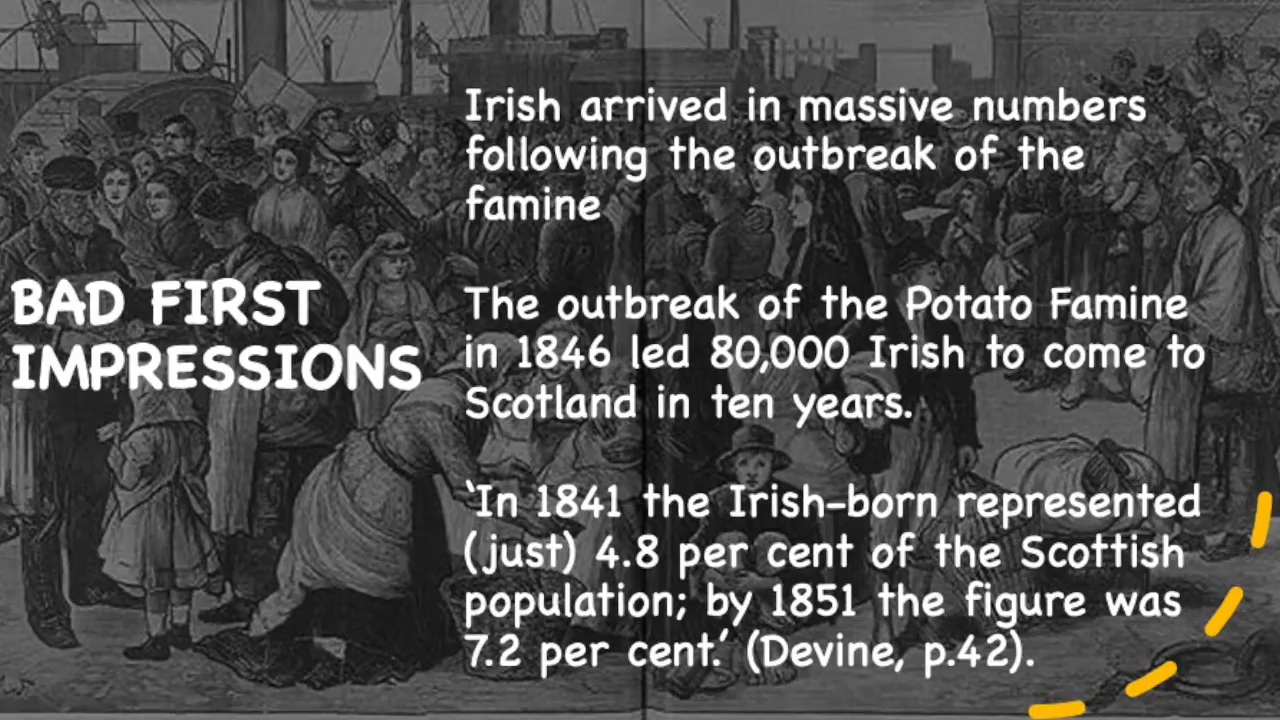 BAD FIRST
IMPRESSIONS
Irish arrived in massive numbers
following the outbreak of the
famine
The outbreak of the Potato Famine
in 1846 led 80,000 Irish to come to
Scotland in ten years.
‘In 1841 the Irish-born represented
(just) 4.8 per cent of the Scottish
population; by 1851 the figure was
7.2 per cent.’ (Devine, p.42).